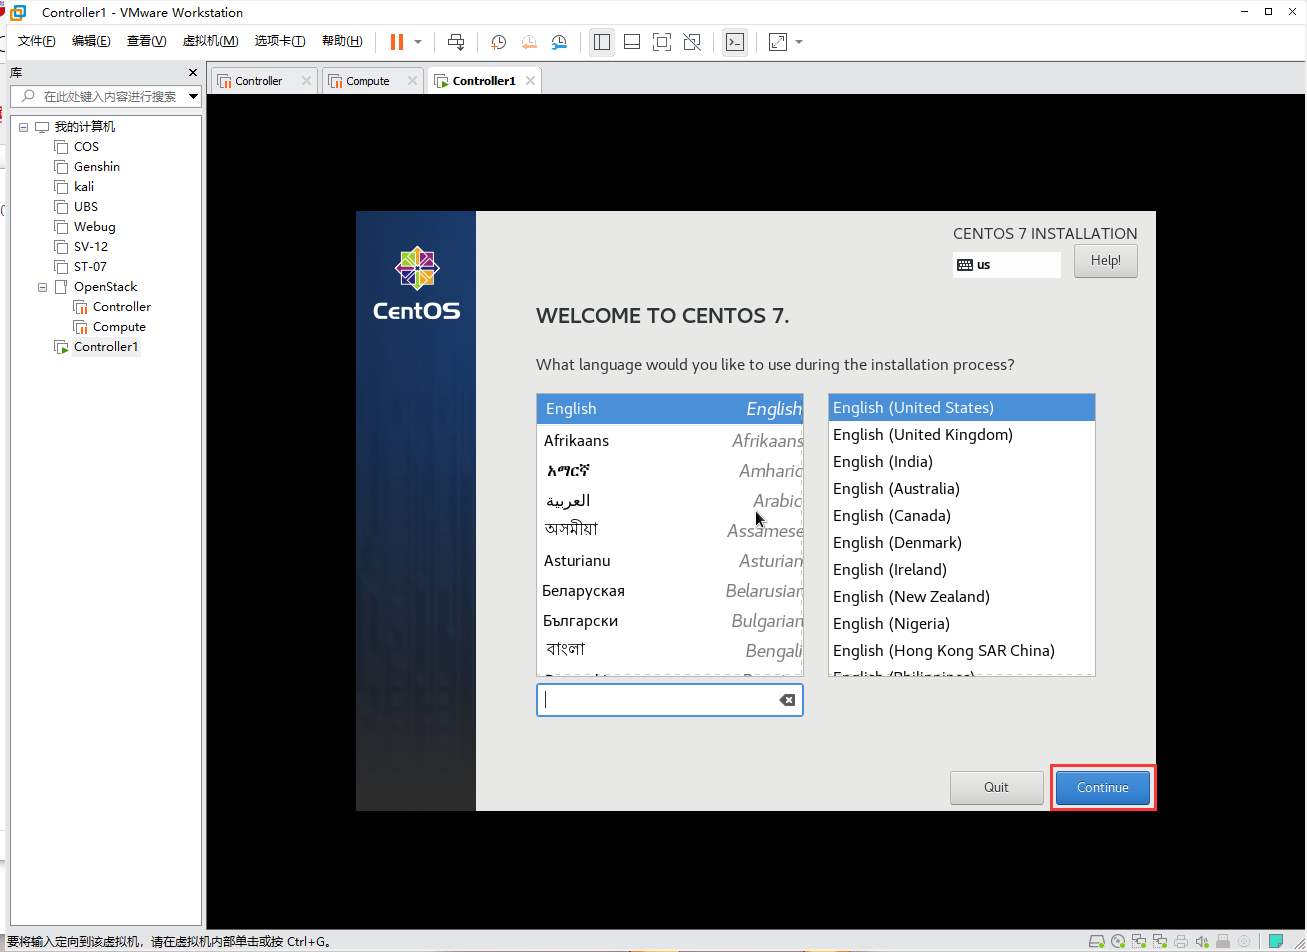 Controller1 - VMware Workstation
文件(F) 编辑(E) 查看(V) 虚拟机(M) 选项卡(T) 帮助(H)
库
在此处键入内容进行搜索
我的计算机
COS
Genshin
kali
UBS
Webug
SV-12
ST-07
OpenStack
Controller
Compute
Controller1
Controller Compute Controller1
CentOS
CENTOS 7 INSTALLATION
us
Help!
WELCOME TO CENTOS 7.
What language would you like to use during the installation process?
English English
Afrikaans Afrikaans
አማርኛ Amharic
العربية Arabic
অসমীয়া Assamese
Asturianu Asturian
Беларуская Belarusian
Български Bulgarian
বাংলা Bengali
English (United States)
English (United Kingdom)
English (India)
English (Australia)
English (Canada)
English (Denmark)
English (Ireland)
English (New Zealand)
English (Nigeria)
English (Hong Kong SAR China)
English (Philippines)
Quit
Continue
要将输入定向到该虚拟机，请在虚拟机内部单击或按 Ctrl+G。